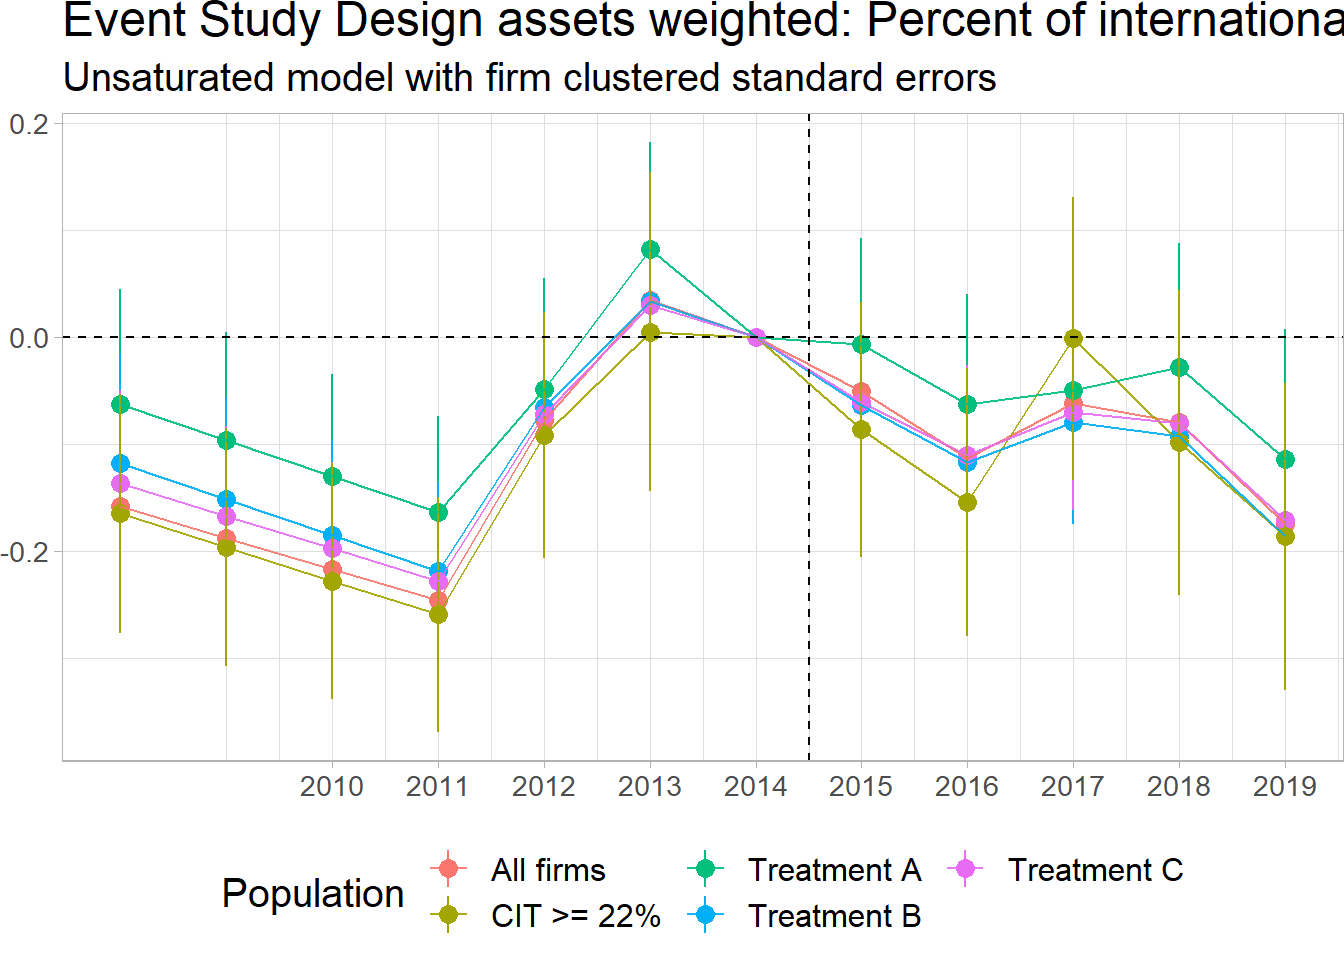 Event Study Design assets weighted: Percent of internationa
Unsaturated model with firm clustered standard errors
0.2
0.0
-0.2
2010 2011 2012 2013 2014 2015 2016 2017 2018 2019
Population
All firms Treatment A Treatment C
CIT >= 22% Treatment B